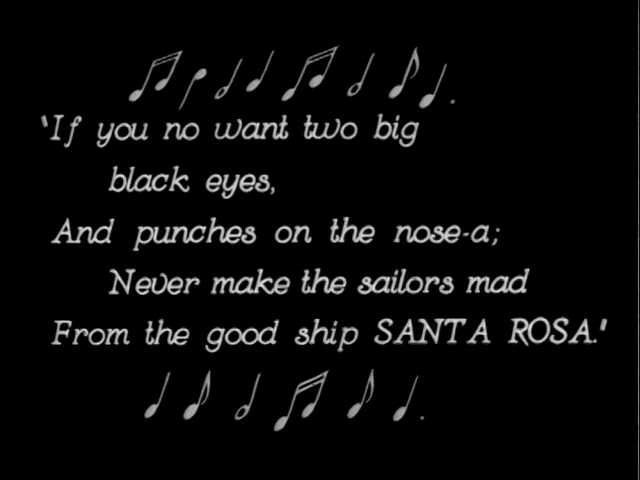 'If you no want two big
black eyes,
And punches on the nose-a;
Never make the sailors mad
From the good ship SANTA ROSA.'